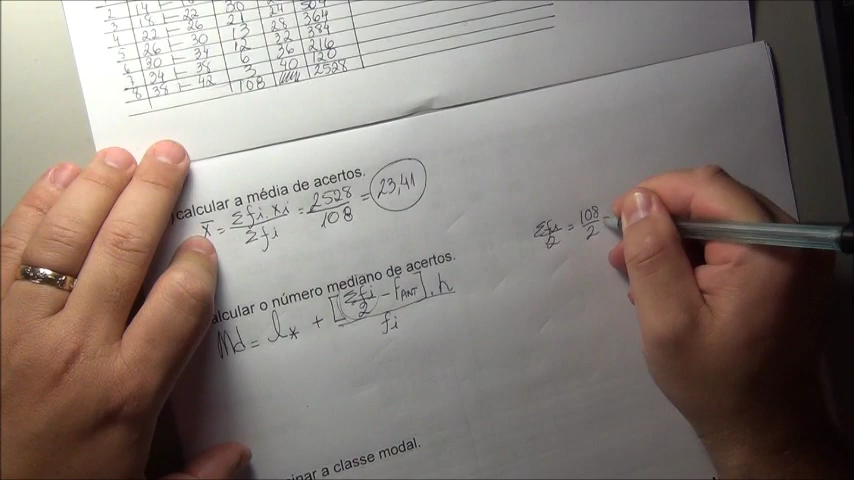 2 14 ⊢ 18 30
3 18 ⊢ 22 21 24 504
4 22 ⊢ 26 13 28 364
5 26 ⊢ 30 12 32 384
6 30 ⊢ 34 6 36 216
7 34 ⊢ 38 3 40 120
8 38 ⊢ 42 108 2528
calcular a média de acertos.
x̄ = Σfi.xi / Σfi = 2528 / 108 = 23,41
Σfi / 2 = 108 / 2 =
alcular o número mediano de acertos.
Md = l* + [Σfi / 2 - FANT].h / fi
inar a classe modal.